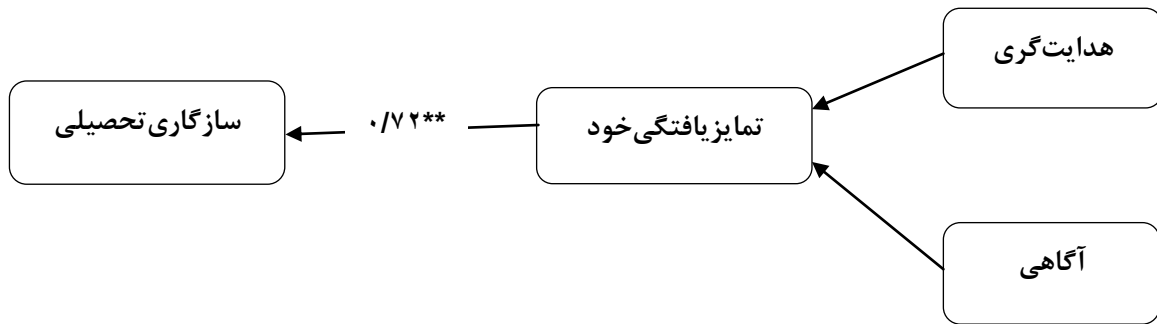 هدایت‌گری
سازگاری تحصیلی
۰/۷۲**
تمایزیافتگی خود
آگاهی